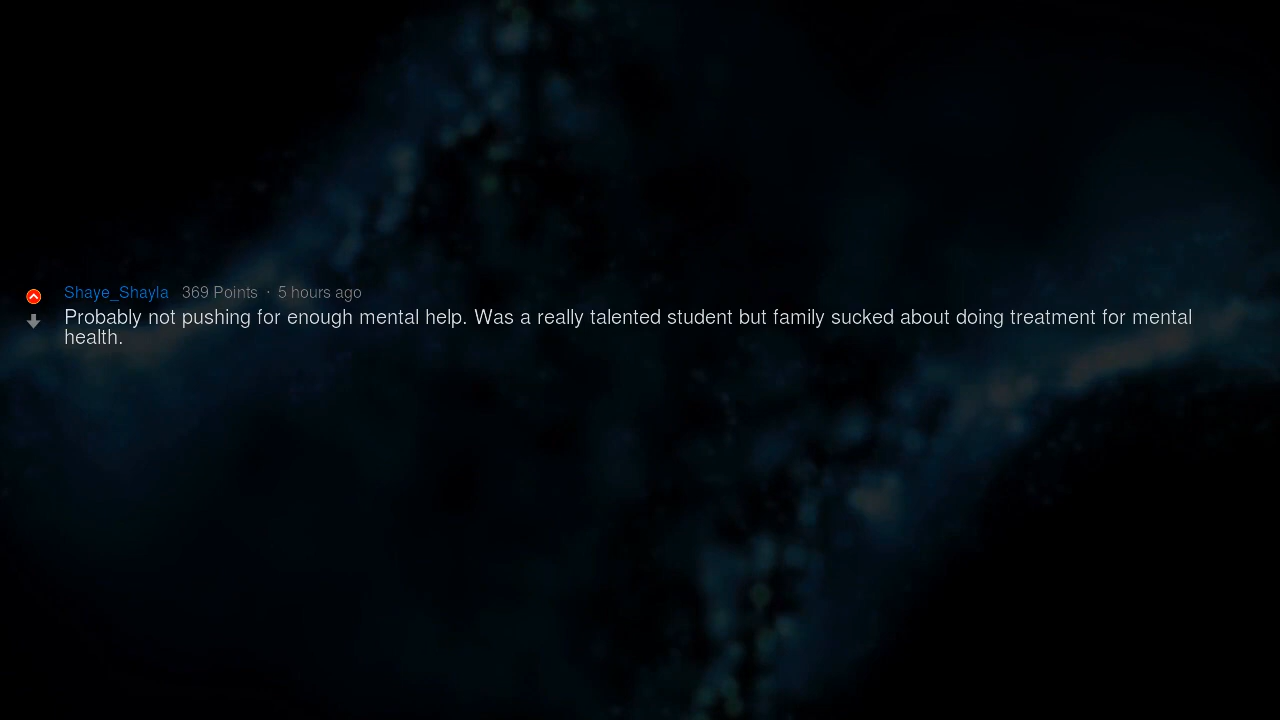 Shaye_Shayla 369 Points · 5 hours ago
Probably not pushing for enough mental help. Was a really talented student but family sucked about doing treatment for mental
health.